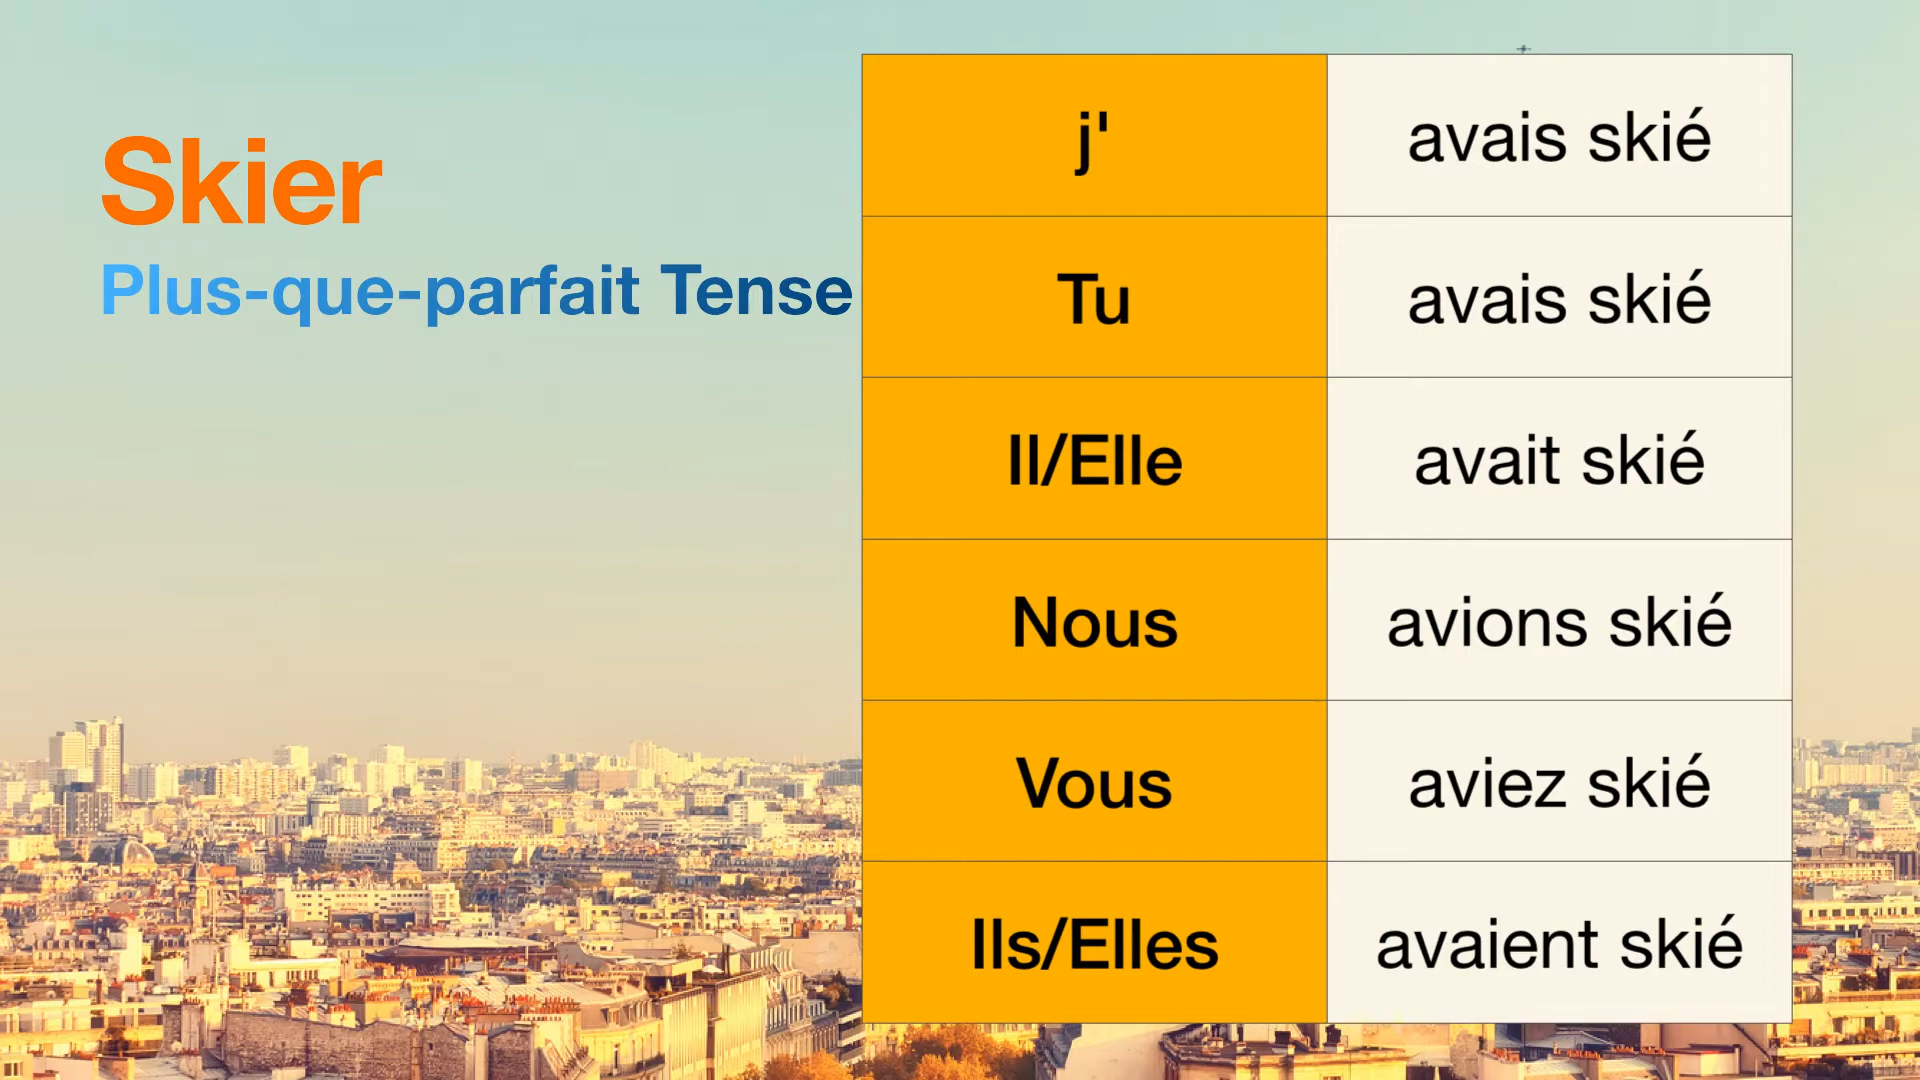 Skier
Plus-que-parfait Tense
j' avais skié
Tu avais skié
Il/Elle avait skié
Nous avions skié
Vous aviez skié
Ils/Elles avaient skié